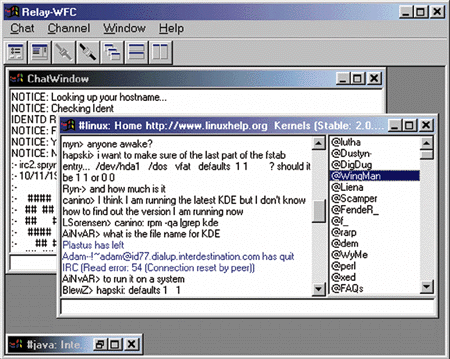 Relay-WFC
Chat Channel Window Help
ChatWindow
NOTICE: Looking up your hostname...
NOTICE: Checking Ident
IDENTD R
NOTICE: F
NOTICE: Y
NOTICE: N
:- irc2.spryn
:- 10/11/19
:-
:- ####
:- ## ##
:- ##
:- ####
:- ##
#linux: Home http://www.linuxhelp.org Kernels (Stable: 2.0....
myn> anyone awake?
hapski> i want to make sure of the last part of the fstab
entry... /dev/hda1 /dos vfat defaults 1 1 ? should it
be 1 1 or 0 0
Ryn> and how much is it
canino> I think I am running the latest KDE but I don't know
how to find out the version I am running now
LSorensen> canino: rpm -qa |grep kde
AiNvAR> what is the file name for KDE
Plastus has left
Adam-!~adam@id77.dialup.interdestination.com has quit
IRC (Read error: 54 (Connection reset by peer))
AiNvAR> to run it on a system
BlewZ> hapski: defaults 1 1
@lutha
@Dustyn-
@DigDug
@WingMan
@Liena
@Scamper
@FendeR_
@f_
@rarp
@dem
@WyMe
@perl
@xed
@FAQs
#java: Inte...